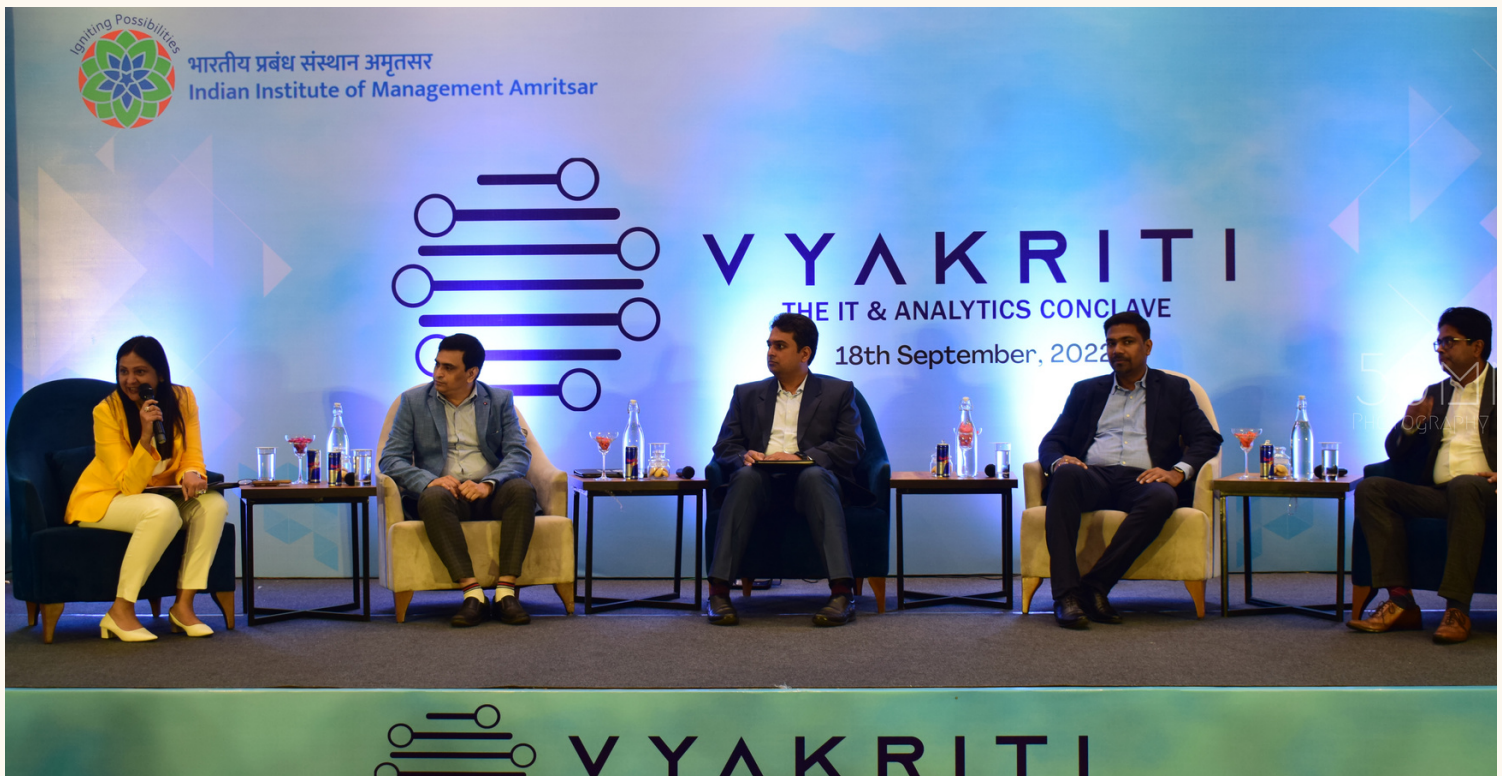 Igniting Possibilities
भारतीय प्रबंध संस्थान अमृतसर
Indian Institute of Management Amritsar
VYAKRITI
THE IT & ANALYTICS CONCLAVE
18th September, 2022
PHOTOGRAPHY
VYAKRITI